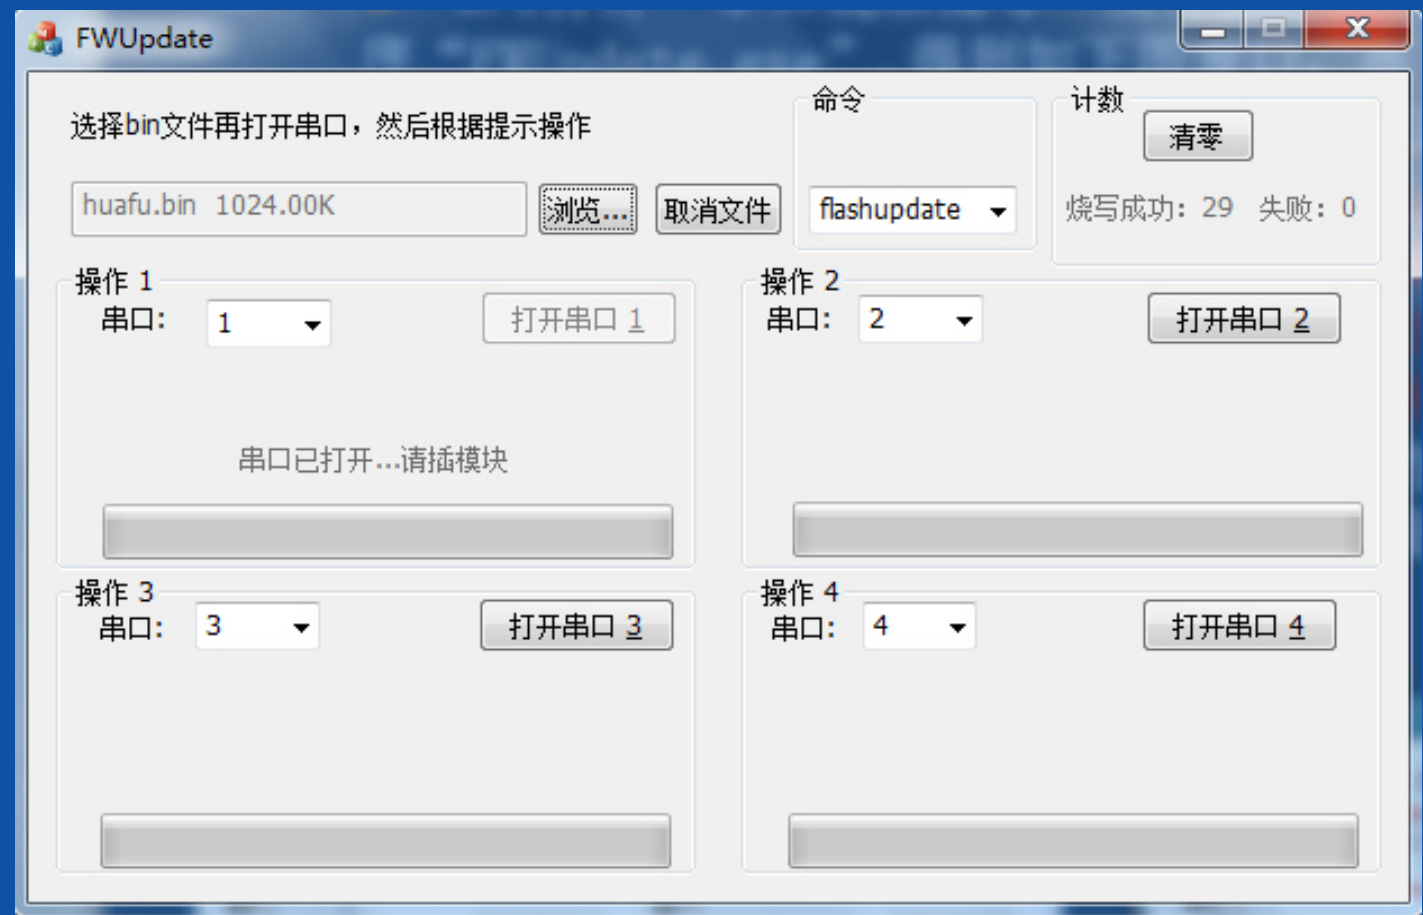 FWUpdate
选择bin文件再打开串口，然后根据提示操作
huafu.bin 1024.00K
浏览...
取消文件
命令
flashupdate
计数
清零
烧写成功：29 失败：0
操作 1
串口： 1
打开串口 1
串口已打开...请插模块
操作 2
串口： 2
打开串口 2
操作 3
串口： 3
打开串口 3
操作 4
串口： 4
打开串口 4